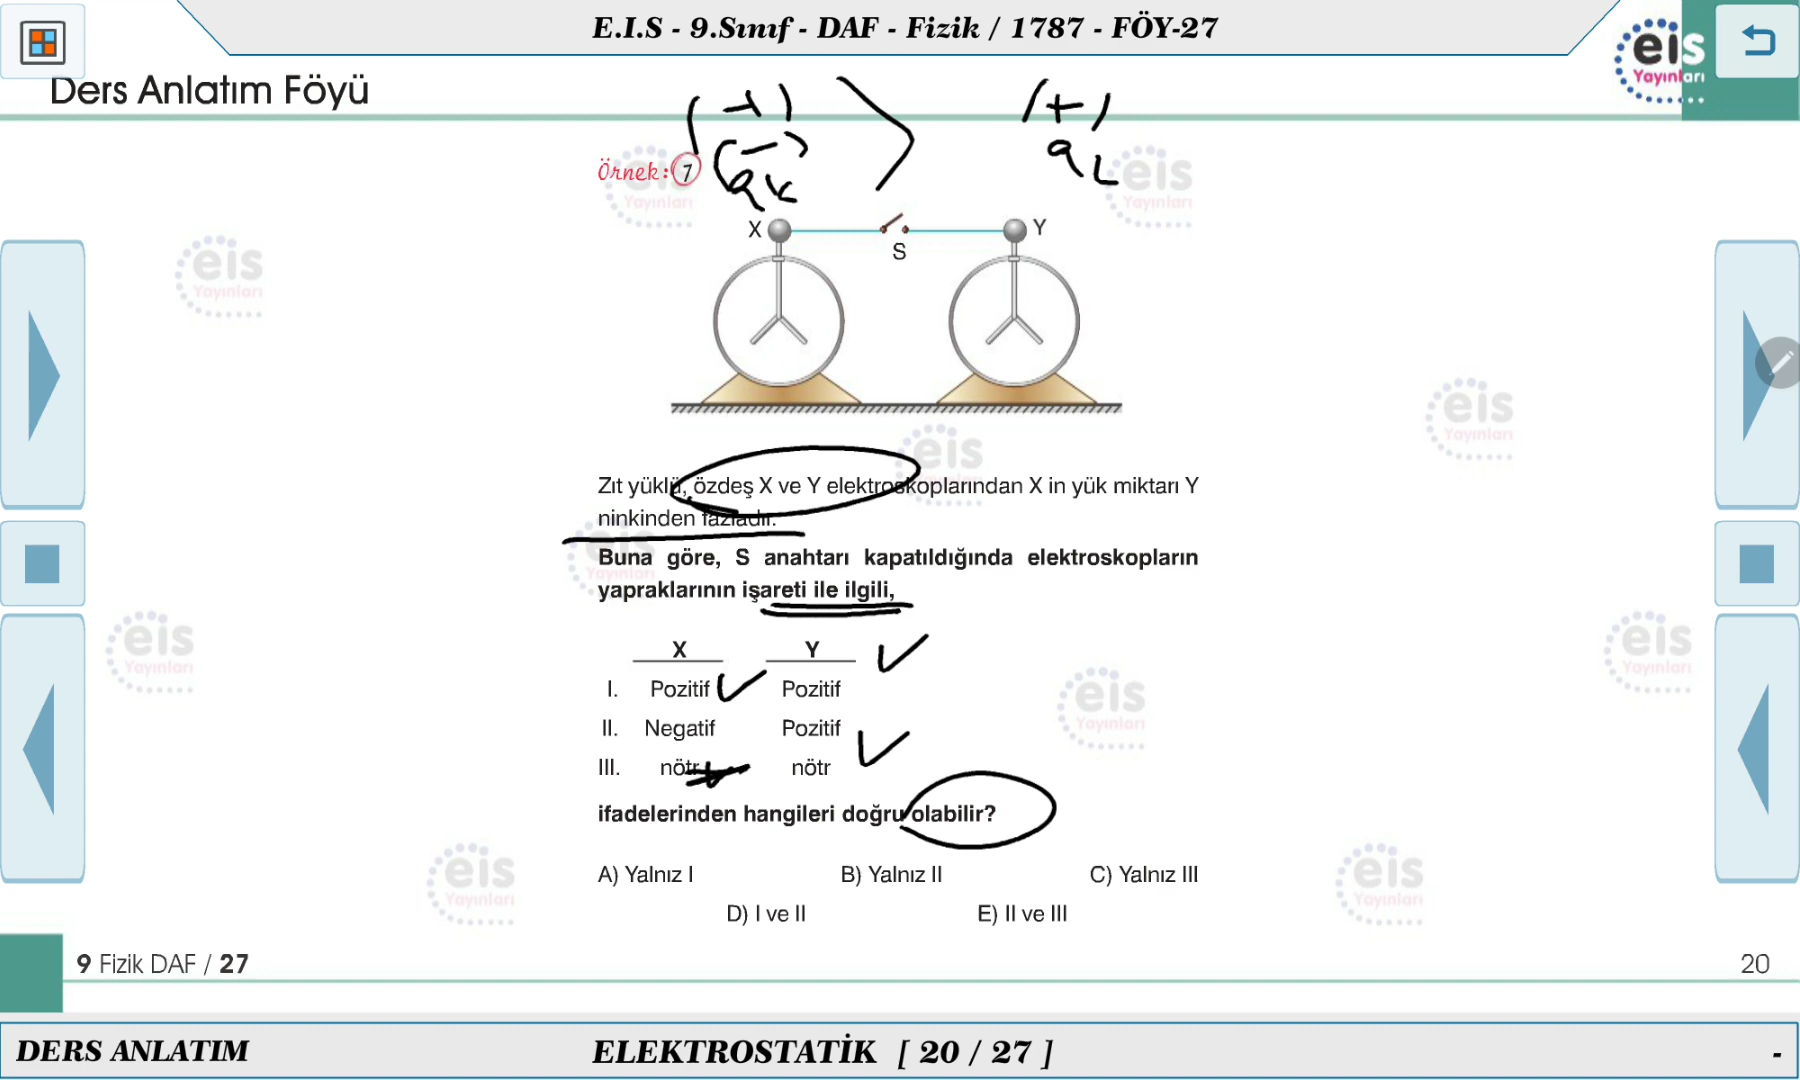 E.I.S - 9.Sınıf - DAF - Fizik / 1787 - FÖY-27
eis
Yayınları
Ders Anlatım Föyü
(+)
(-)
qK
(+)
qL
Örnek: 7
X
S
Y
Zıt yüklü, özdeş X ve Y elektroskoplarından X in yük miktarı Y
ninkinden fazladır.
Buna göre, S anahtarı kapatıldığında elektroskopların
yapraklarının işareti ile ilgili,
X Y
I. Pozitif Pozitif
II. Negatif Pozitif
III. nötr nötr
ifadelerinden hangileri doğru olabilir?
A) Yalnız I B) Yalnız II C) Yalnız III
D) I ve II E) II ve III
9 Fizik DAF / 27
20
DERS ANLATIM ELEKTROSTATİK [ 20 / 27 ] -